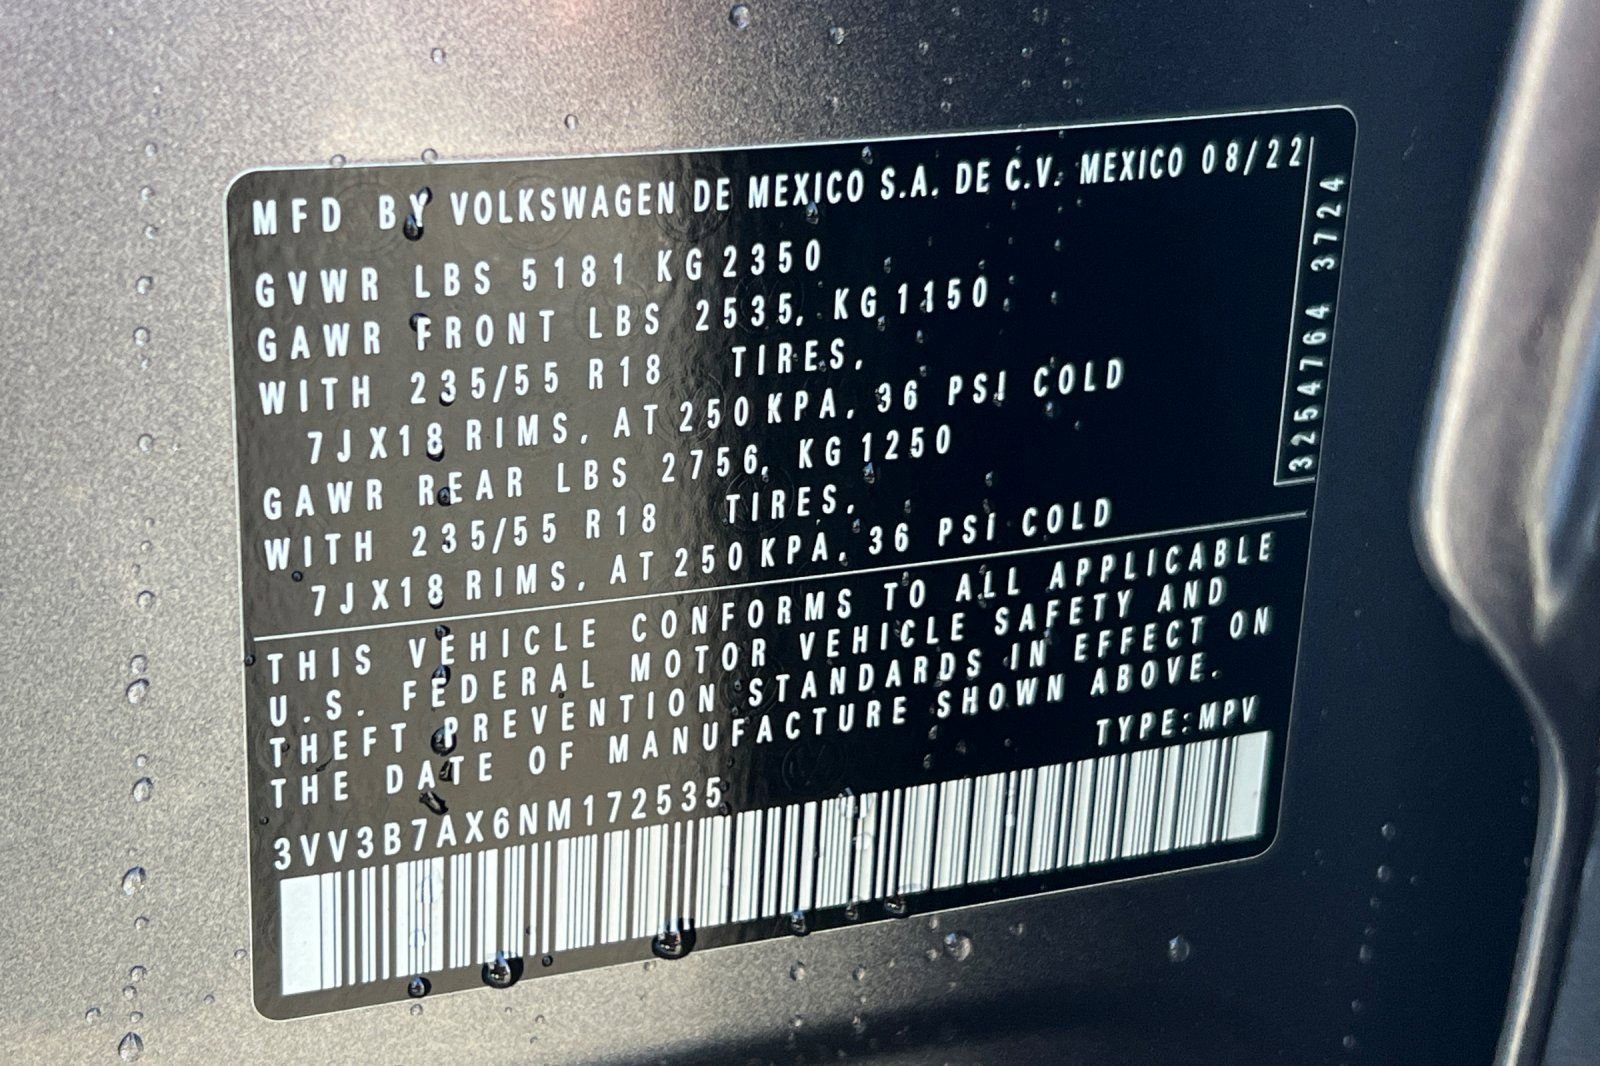 MFD BY VOLKSWAGEN DE MEXICO S.A. DE C.V. MEXICO 08/22
GVWR LBS 5181 KG 2350
GAWR FRONT LBS 2535, KG 1150,
WITH 235/55 R18 TIRES,
7JX18 RIMS, AT 250 KPA, 36 PSI COLD
GAWR REAR LBS 2756, KG 1250
WITH 235/55 R18 TIRES,
7JX18 RIMS, AT 250 KPA, 36 PSI COLD
THIS VEHICLE CONFORMS TO ALL APPLICABLE
U.S. FEDERAL MOTOR VEHICLE SAFETY AND
THEFT PREVENTION STANDARDS IN EFFECT ON
THE DATE OF MANUFACTURE SHOWN ABOVE.
TYPE:MPV
3VV3B7AX6NM172535
3254764 3724